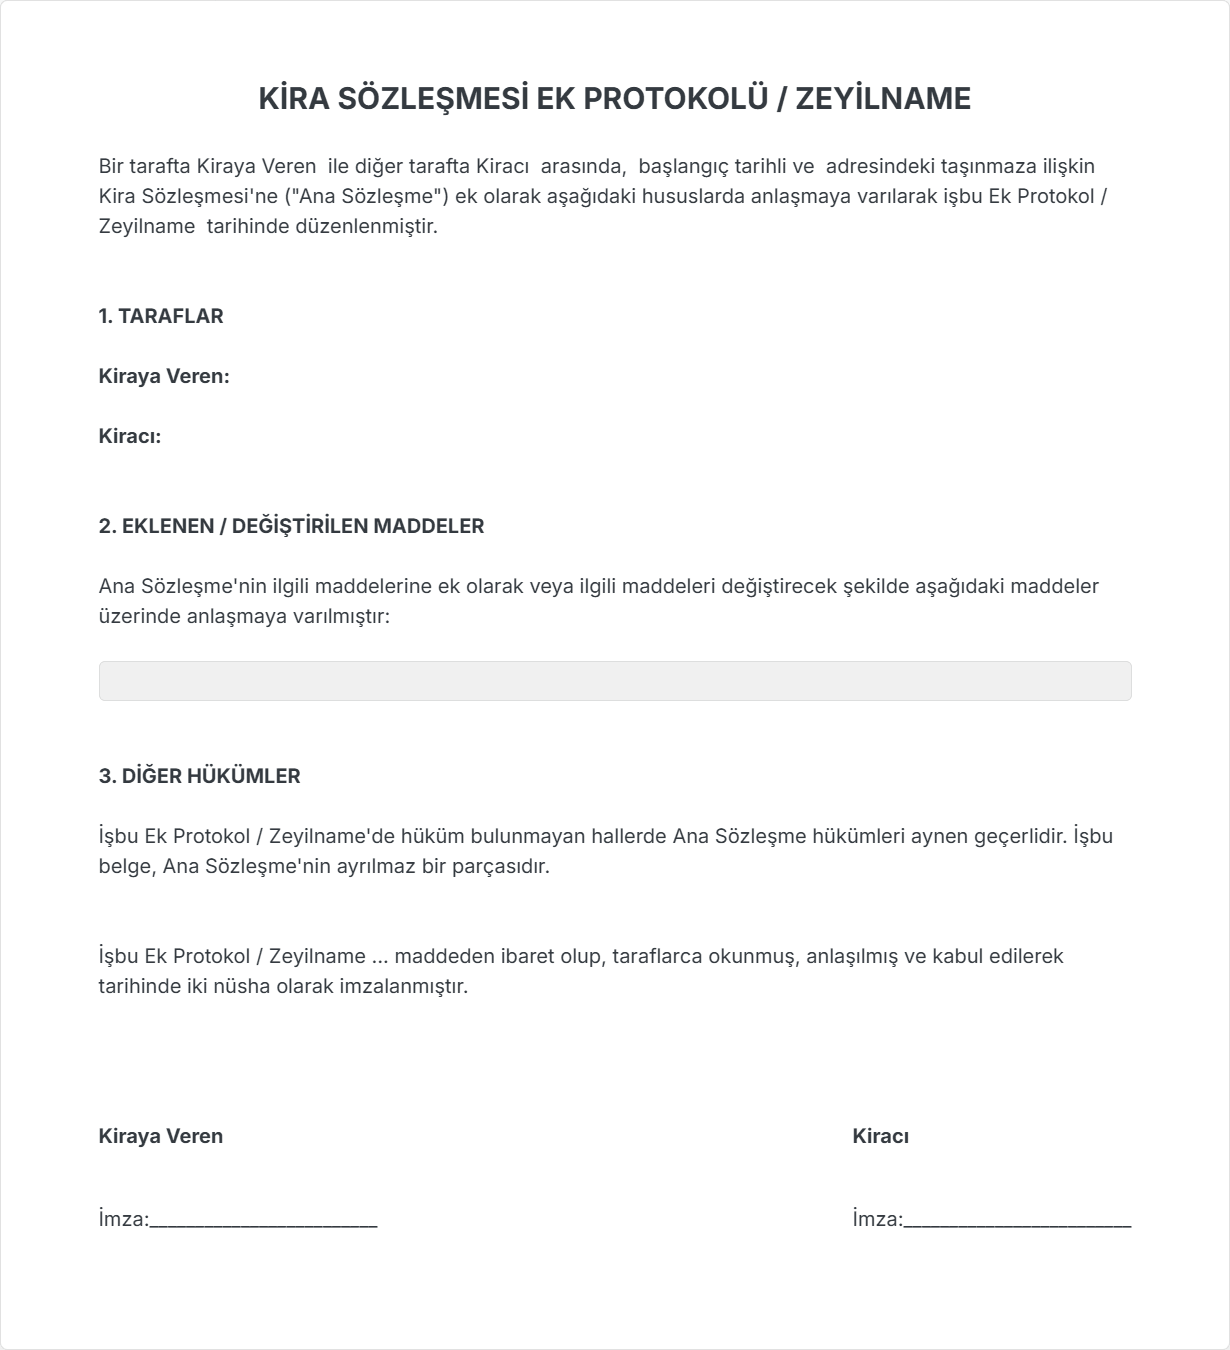 KİRA SÖZLEŞMESİ EK PROTOKOLÜ / ZEYİLNAME
Bir tarafta Kiraya Veren  ile diğer tarafta Kiracı  arasında,  başlangıç tarihli ve  adresindeki taşınmaza ilişkin
Kira Sözleşmesi'ne ("Ana Sözleşme") ek olarak aşağıdaki hususlarda anlaşmaya varılarak işbu Ek Protokol /
Zeyilname  tarihinde düzenlenmiştir.
1. TARAFLAR
Kiraya Veren:
Kiracı:
2. EKLENEN / DEĞİŞTİRİLEN MADDELER
Ana Sözleşme'nin ilgili maddelerine ek olarak veya ilgili maddeleri değiştirecek şekilde aşağıdaki maddeler
üzerinde anlaşmaya varılmıştır:
3. DİĞER HÜKÜMLER
İşbu Ek Protokol / Zeyilname'de hüküm bulunmayan hallerde Ana Sözleşme hükümleri aynen geçerlidir. İşbu
belge, Ana Sözleşme'nin ayrılmaz bir parçasıdır.
İşbu Ek Protokol / Zeyilname ... maddeden ibaret olup, taraflarca okunmuş, anlaşılmış ve kabul edilerek
tarihinde iki nüsha olarak imzalanmıştır.
Kiraya Veren
Kiracı
İmza:_________________________
İmza:_________________________